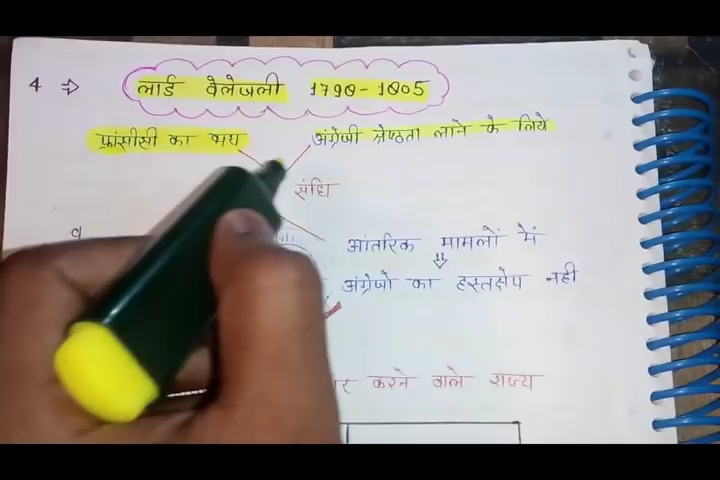 4 ⇒ लार्ड वेलेजली 1798-1805
फ्रांसीसी का भय अंग्रेजी श्रेष्ठता लाने के लिये
संधि
आंतरिक मामलों में
अंग्रेजो का हस्तक्षेप नही
करने वाले राज्य